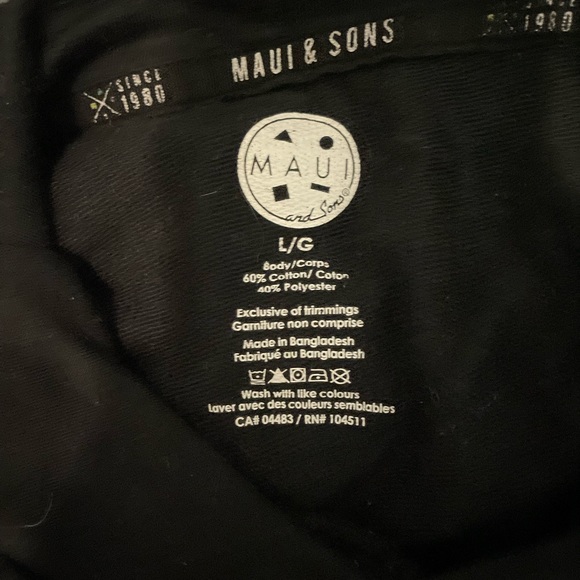 SINCE
1980
MAUI & SONS
1980
MAUI
and Sons®
L/G
Body/Corps
60% Cotton/ Coton
40% Polyester
Exclusive of trimmings
Garniture non comprise
Made in Bangladesh
Fabriqué au Bangladesh
Wash with like colours
Laver avec des couleurs semblables
CA# 04483 / RN# 104511